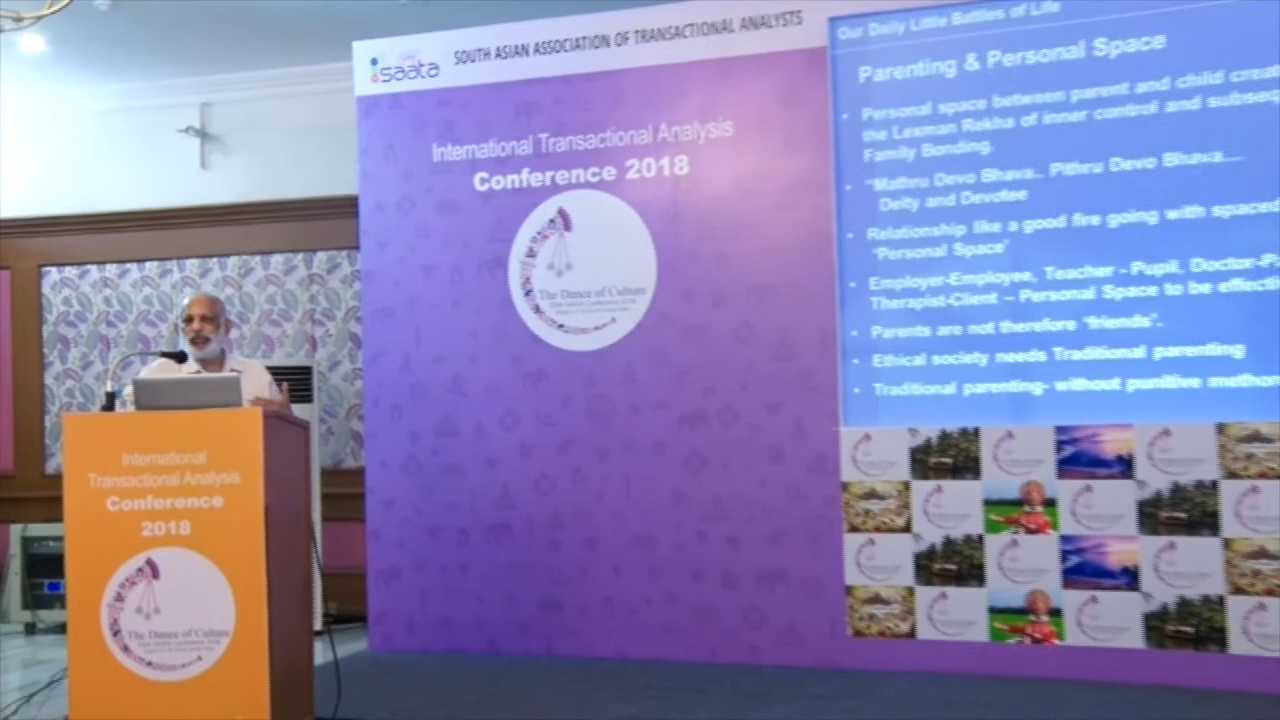 saata
SOUTH ASIAN ASSOCIATION OF TRANSACTIONAL ANALYSTS
International Transactional Analysis
Conference 2018
The Dance of Culture
Our Daily Little Battles of Life
Parenting & Personal Space
• Personal space between parent and child creat
the Laxman Rekha of inner control and subseq
Family Bonding.
• "Mathru Devo Bhava.. Pithru Devo Bhava...
Deity and Devotee
• Relationship like a good fire going with spaced
'Personal Space'
• Employer-Employee, Teacher - Pupil, Doctor-Pa
Therapist-Client – Personal Space to be effecti
• Parents are not therefore 'friends'.
• Ethical society needs Traditional parenting
• Traditional parenting- without punitive method
International
Transactional Analysis
Conference
2018
The Dance of Culture